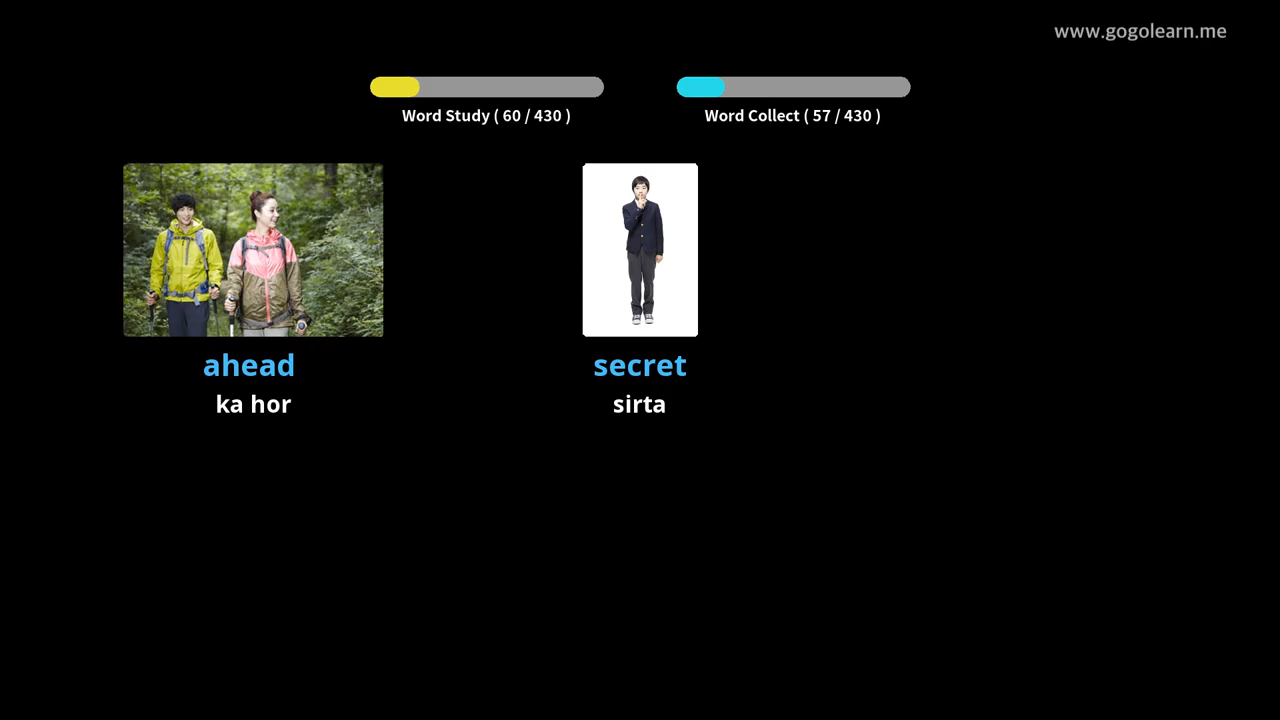 www.gogolearn.me
Word Study ( 60 / 430 )
Word Collect ( 57 / 430 )
ahead
ka hor
secret
sirta